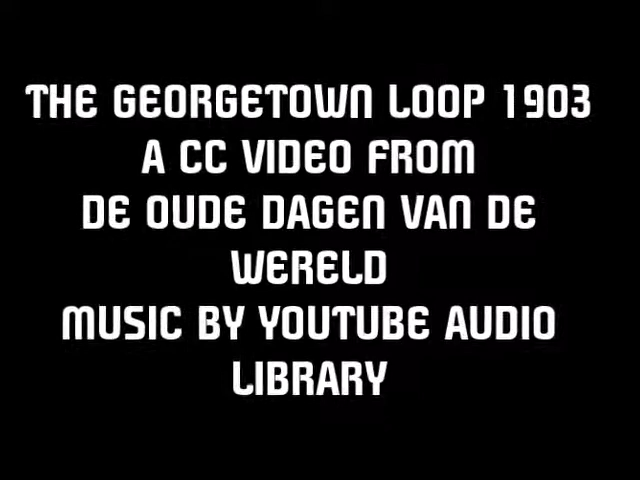 THE GEORGETOWN LOOP 1903
A CC VIDEO FROM
DE OUDE DAGEN VAN DE
WERELD
MUSIC BY YOUTUBE AUDIO
LIBRARY